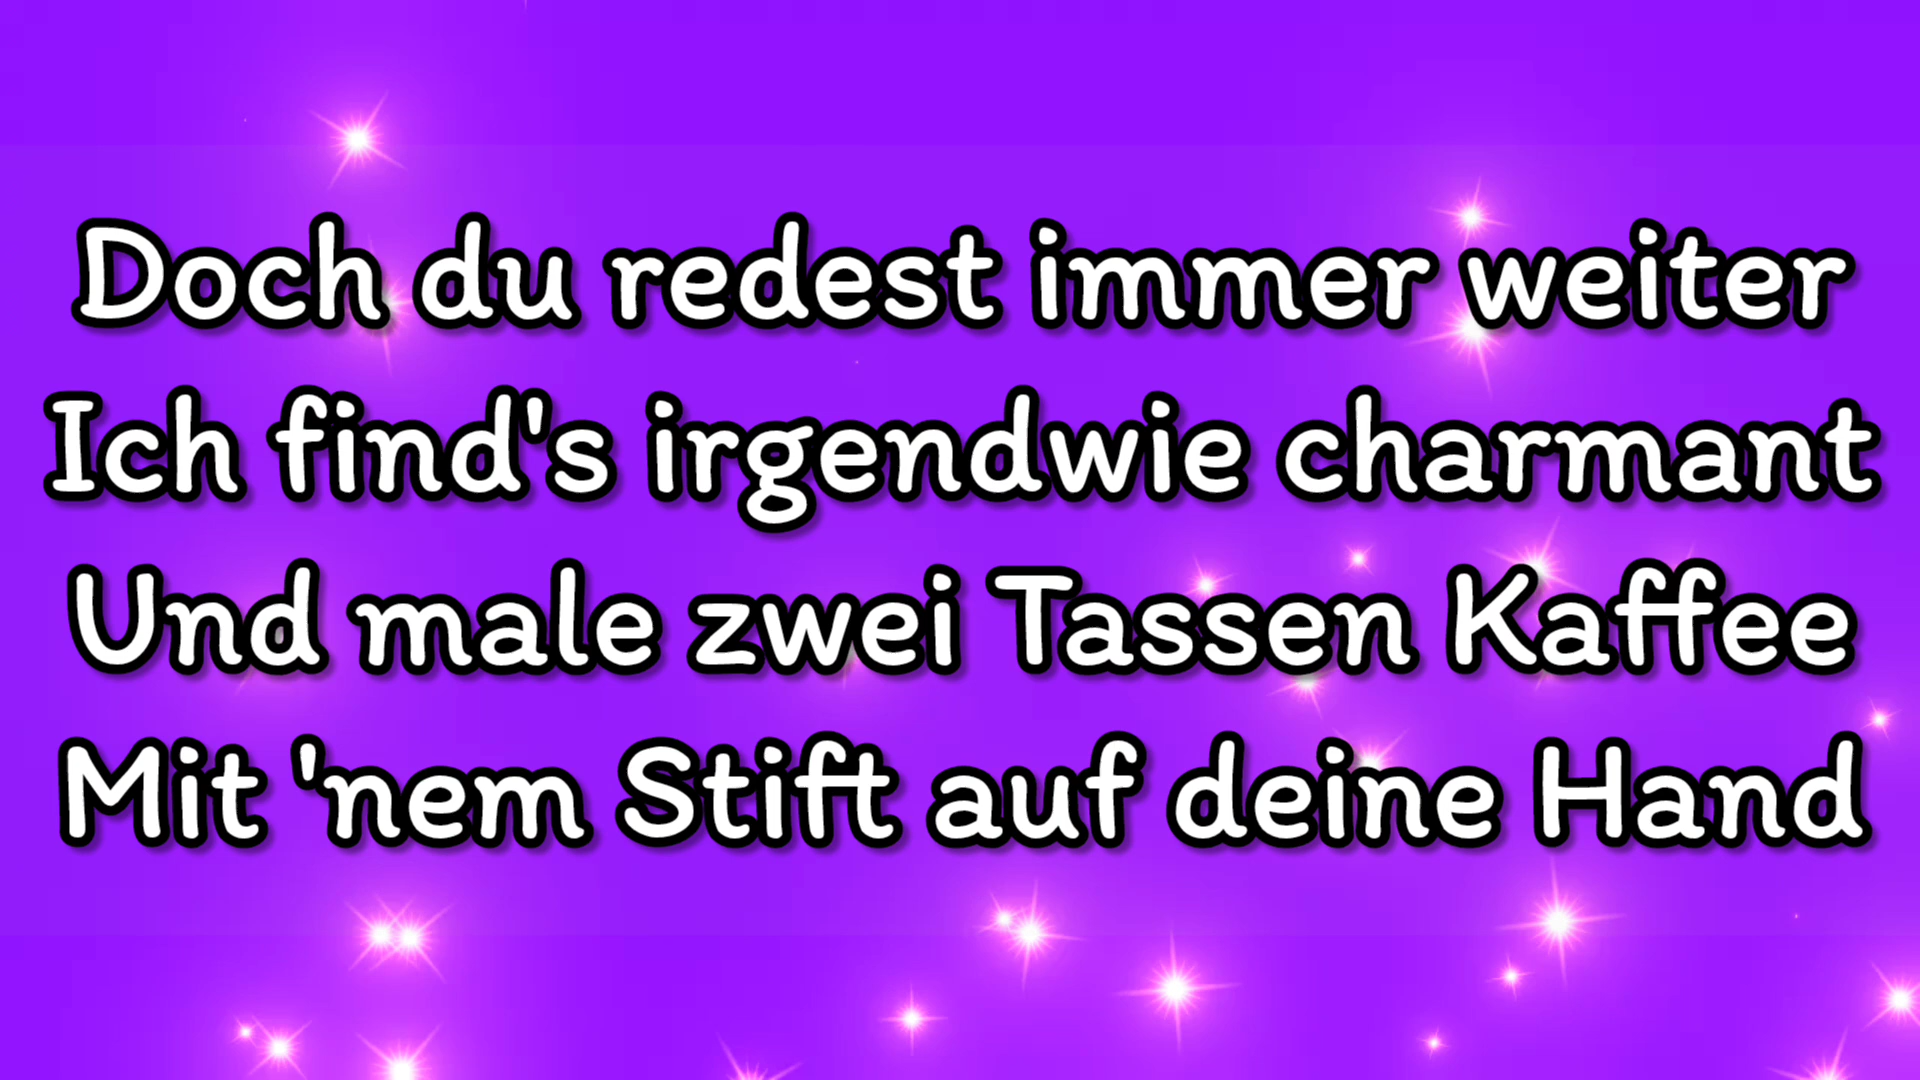 Doch du redest immer weiter
Ich find's irgendwie charmant
Und male zwei Tassen Kaffee
Mit 'nem Stift auf deine Hand